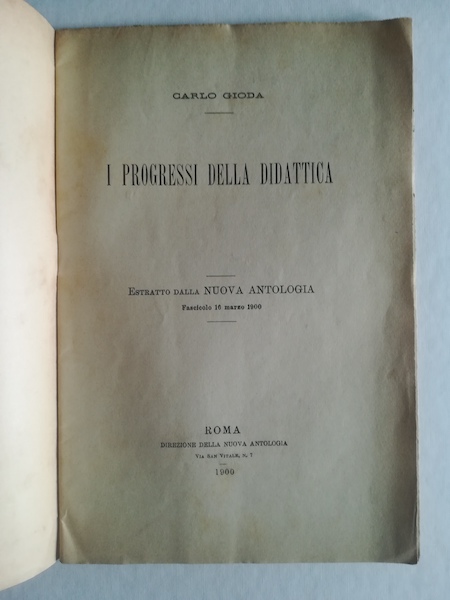 CARLO GIODA
I PROGRESSI DELLA DIDATTICA
ESTRATTO DALLA NUOVA ANTOLOGIA
Fascicolo 16 marzo 1900
ROMA
DIREZIONE DELLA NUOVA ANTOLOGIA
VIA SAN VITALE, N. 7
1900